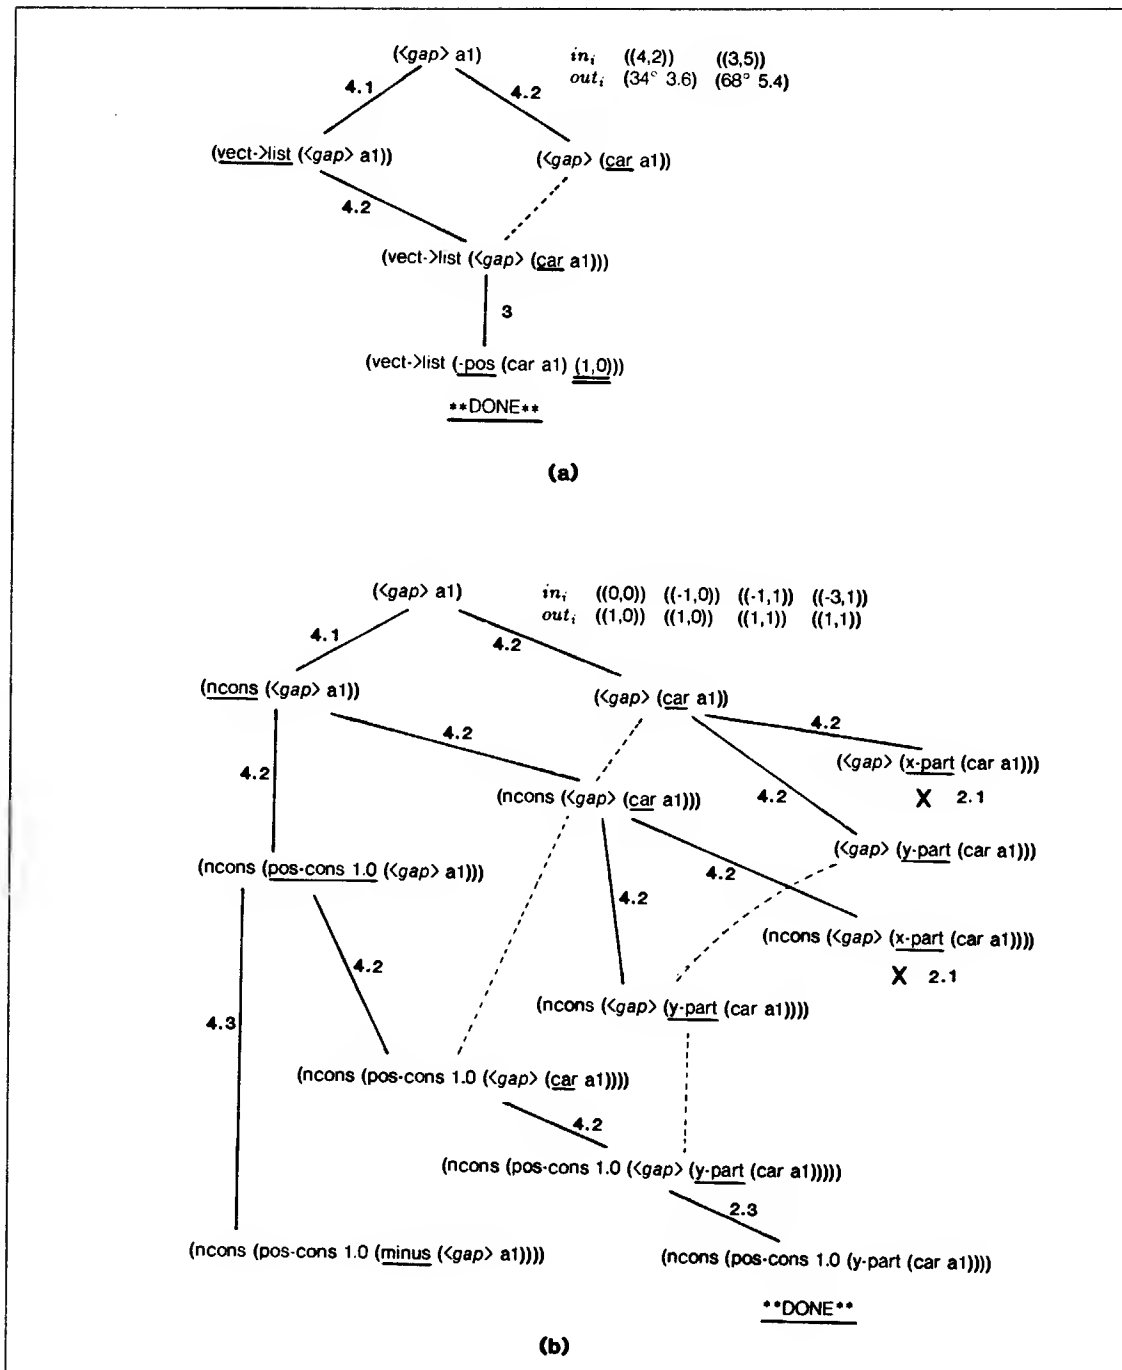 (<gap> a1) in_i ((4,2)) ((3,5))
out_i (34° 3.6) (68° 5.4)
4.1 4.2
(vect->list (<gap> a1)) (<gap> (car a1))
4.2
(vect->list (<gap> (car a1)))
3
(vect->list (-pos (car a1) (1,0)))
**DONE**
(a)
(<gap> a1) in_i ((0,0)) ((-1,0)) ((-1,1)) ((-3,1))
out_i ((1,0)) ((1,0)) ((1,1)) ((1,1))
4.1 4.2
(ncons (<gap> a1)) (<gap> (car a1))
4.2 4.2
(<gap> (x-part (car a1)))
4.2 4.2
(ncons (<gap> (car a1))) X 2.1
(<gap> (y-part (car a1)))
(ncons (pos-cons 1.0 (<gap> a1))) 4.2
4.2
(ncons (<gap> (x-part (car a1))))
4.2 X 2.1
(ncons (<gap> (y-part (car a1))))
4.3
(ncons (pos-cons 1.0 (<gap> (car a1))))
4.2
(ncons (pos-cons 1.0 (<gap> (y-part (car a1)))))
2.3
(ncons (pos-cons 1.0 (minus (<gap> a1)))) (ncons (pos-cons 1.0 (y-part (car a1))))
**DONE**
(b)